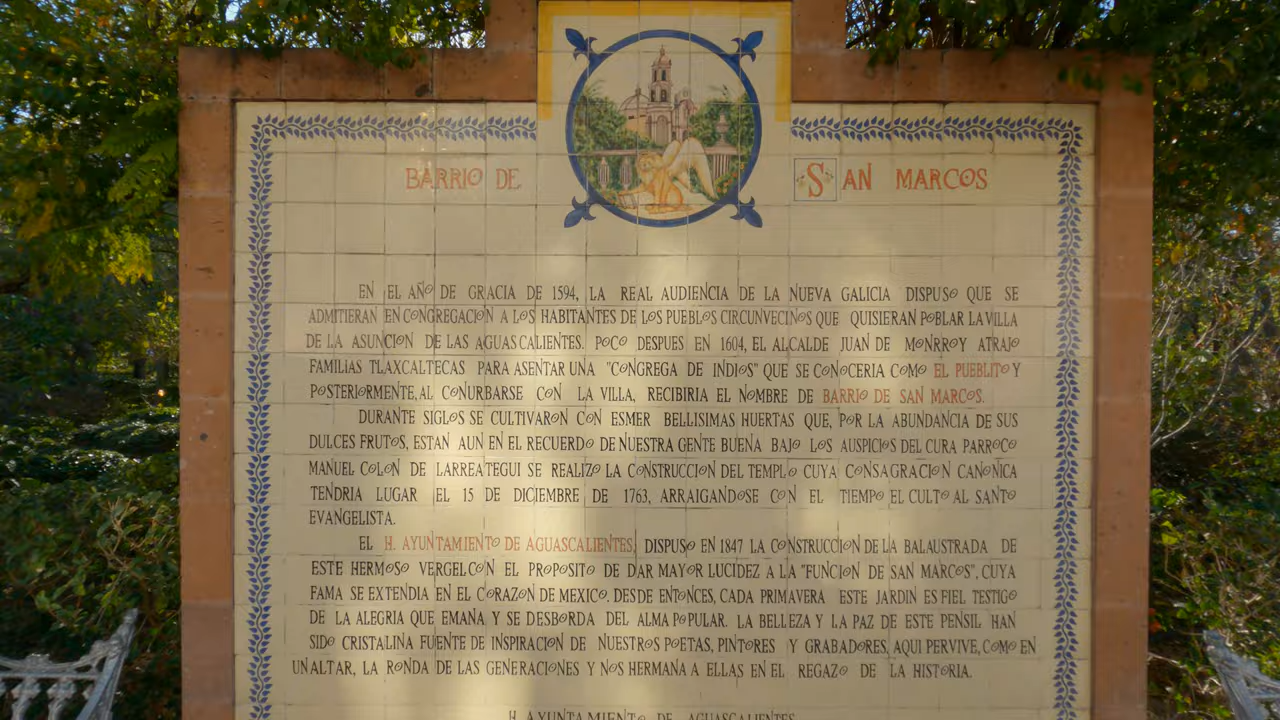 BARRIO DE SAN MARCOS
EN EL AÑO DE GRACIA DE 1594, LA REAL AUDIENCIA DE LA NUEVA GALICIA DISPUSO QUE SE
ADMITIERAN EN CONGREGACION A LOS HABITANTES DE LOS PUEBLOS CIRCUNVECINOS QUE QUISIERAN POBLAR LA VILLA
DE LA ASUNCION DE LAS AGUAS CALIENTES. POCO DESPUES EN 1604, EL ALCALDE JUAN DE MONRROY ATRAJO
FAMILIAS TLAXCALTECAS PARA ASENTAR UNA "CONGREGA DE INDIOS" QUE SE CONOCERIA COMO EL PUEBLITO Y
POSTERIORMENTE, AL CONURBARSE CON LA VILLA, RECIBIRIA EL NOMBRE DE BARRIO DE SAN MARCOS.
DURANTE SIGLOS SE CULTIVARON CON ESMER BELLISIMAS HUERTAS QUE, POR LA ABUNDANCIA DE SUS
DULCES FRUTOS, ESTAN AUN EN EL RECUERDO DE NUESTRA GENTE BUENA BAJO LOS AUSPICIOS DEL CURA PARROCO
MANUEL COLON DE LARREATEGUI SE REALIZO LA CONSTRUCCION DEL TEMPLO CUYA CONSAGRACION CANONICA
TENDRIA LUGAR EL 15 DE DICIEMBRE DE 1763, ARRAIGANDOSE CON EL TIEMPO EL CULTO AL SANTO
EVANGELISTA.
EL H. AYUNTAMIENTO DE AGUASCALIENTES, DISPUSO EN 1847 LA CONSTRUCCION DE LA BALAUSTRADA DE
ESTE HERMOSO VERGEL CON EL PROPOSITO DE DAR MAYOR LUCIDEZ A LA "FUNCION DE SAN MARCOS", CUYA
FAMA SE EXTENDIA EN EL CORAZON DE MEXICO. DESDE ENTONCES, CADA PRIMAVERA ESTE JARDIN ES FIEL TESTIGO
DE LA ALEGRIA QUE EMANA Y SE DESBORDA DEL ALMA POPULAR. LA BELLEZA Y LA PAZ DE ESTE PENSIL HAN
SIDO CRISTALINA FUENTE DE INSPIRACION DE NUESTROS POETAS, PINTORES Y GRABADORES, AQUI PERVIVE, COMO EN
UN ALTAR, LA RONDA DE LAS GENERACIONES Y NOS HERMANA A ELLAS EN EL REGAZO DE LA HISTORIA.
H. AYUNTAMIENTO DE AGUASCALIENTES